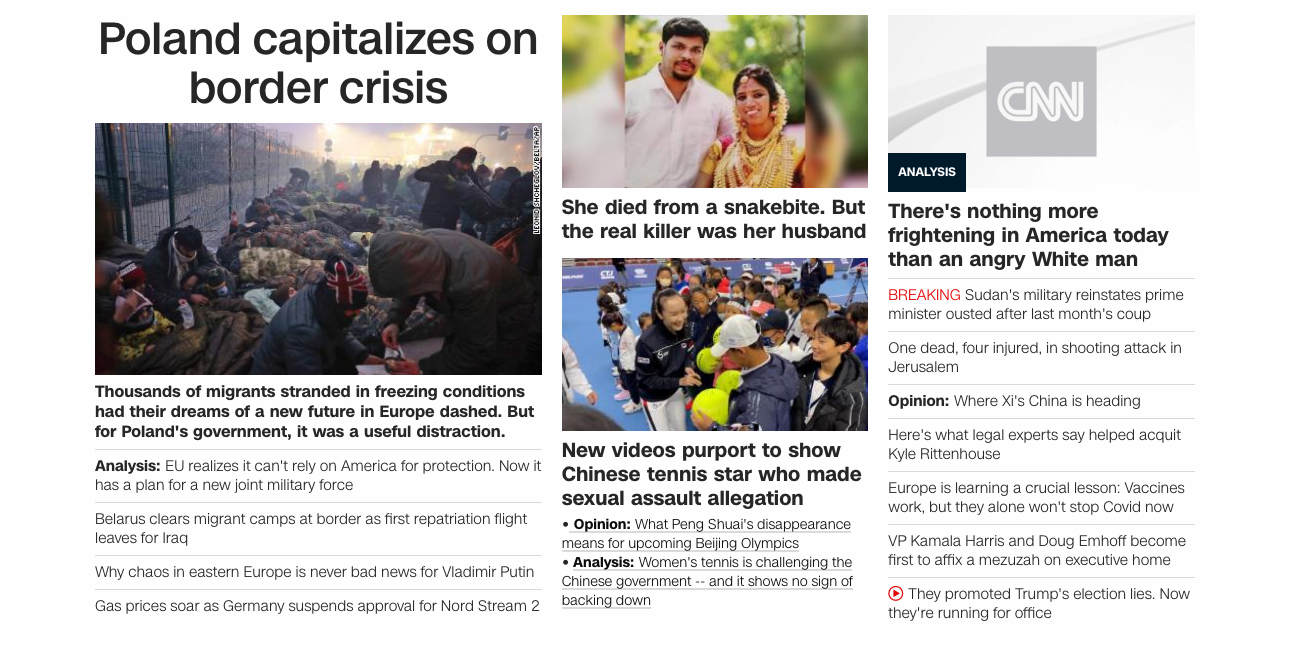 Poland capitalizes on
border crisis
LEONID SHCHEGLOV/BELTA/AP
Thousands of migrants stranded in freezing conditions
had their dreams of a new future in Europe dashed. But
for Poland's government, it was a useful distraction.
Analysis: EU realizes it can't rely on America for protection. Now it
has a plan for a new joint military force
Belarus clears migrant camps at border as first repatriation flight
leaves for Iraq
Why chaos in eastern Europe is never bad news for Vladimir Putin
Gas prices soar as Germany suspends approval for Nord Stream 2
She died from a snakebite. But
the real killer was her husband
New videos purport to show
Chinese tennis star who made
sexual assault allegation
• Opinion: What Peng Shuai's disappearance
means for upcoming Beijing Olympics
• Analysis: Women's tennis is challenging the
Chinese government -- and it shows no sign of
backing down
CNN
ANALYSIS
There's nothing more
frightening in America today
than an angry White man
BREAKING Sudan's military reinstates prime
minister ousted after last month's coup
One dead, four injured, in shooting attack in
Jerusalem
Opinion: Where Xi's China is heading
Here's what legal experts say helped acquit
Kyle Rittenhouse
Europe is learning a crucial lesson: Vaccines
work, but they alone won't stop Covid now
VP Kamala Harris and Doug Emhoff become
first to affix a mezuzah on executive home
They promoted Trump's election lies. Now
they're running for office